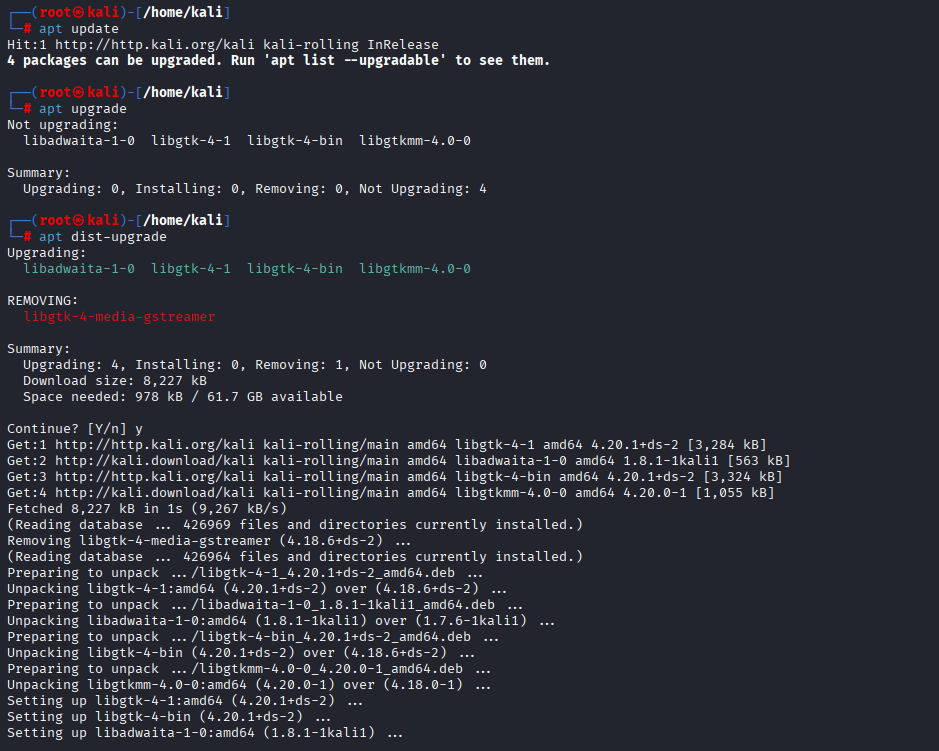 ┌──(root㉿kali)-[/home/kali]
└─# apt update
Hit:1 http://http.kali.org/kali kali-rolling InRelease
4 packages can be upgraded. Run 'apt list --upgradable' to see them.
┌──(root㉿kali)-[/home/kali]
└─# apt upgrade
Not upgrading:
  libadwaita-1-0  libgtk-4-1  libgtk-4-bin  libgtkmm-4.0-0
Summary:
  Upgrading: 0, Installing: 0, Removing: 0, Not Upgrading: 4
┌──(root㉿kali)-[/home/kali]
└─# apt dist-upgrade
Upgrading:
  libadwaita-1-0  libgtk-4-1  libgtk-4-bin  libgtkmm-4.0-0
REMOVING:
  libgtk-4-media-gstreamer
Summary:
  Upgrading: 4, Installing: 0, Removing: 1, Not Upgrading: 0
  Download size: 8,227 kB
  Space needed: 978 kB / 61.7 GB available
Continue? [Y/n] y
Get:1 http://http.kali.org/kali kali-rolling/main amd64 libgtk-4-1 amd64 4.20.1+ds-2 [3,284 kB]
Get:2 http://kali.download/kali kali-rolling/main amd64 libadwaita-1-0 amd64 1.8.1-1kali1 [563 kB]
Get:3 http://http.kali.org/kali kali-rolling/main amd64 libgtk-4-bin amd64 4.20.1+ds-2 [3,324 kB]
Get:4 http://kali.download/kali kali-rolling/main amd64 libgtkmm-4.0-0 amd64 4.20.0-1 [1,055 kB]
Fetched 8,227 kB in 1s (9,267 kB/s)
(Reading database ... 426969 files and directories currently installed.)
Removing libgtk-4-media-gstreamer (4.18.6+ds-2) ...
(Reading database ... 426964 files and directories currently installed.)
Preparing to unpack .../libgtk-4-1_4.20.1+ds-2_amd64.deb ...
Unpacking libgtk-4-1:amd64 (4.20.1+ds-2) over (4.18.6+ds-2) ...
Preparing to unpack .../libadwaita-1-0_1.8.1-1kali1_amd64.deb ...
Unpacking libadwaita-1-0:amd64 (1.8.1-1kali1) over (1.7.6-1kali1) ...
Preparing to unpack .../libgtk-4-bin_4.20.1+ds-2_amd64.deb ...
Unpacking libgtk-4-bin (4.20.1+ds-2) over (4.18.6+ds-2) ...
Preparing to unpack .../libgtkmm-4.0-0_4.20.0-1_amd64.deb ...
Unpacking libgtkmm-4.0-0:amd64 (4.20.0-1) over (4.18.0-1) ...
Setting up libgtk-4-1:amd64 (4.20.1+ds-2) ...
Setting up libgtk-4-bin (4.20.1+ds-2) ...
Setting up libadwaita-1-0:amd64 (1.8.1-1kali1) ...